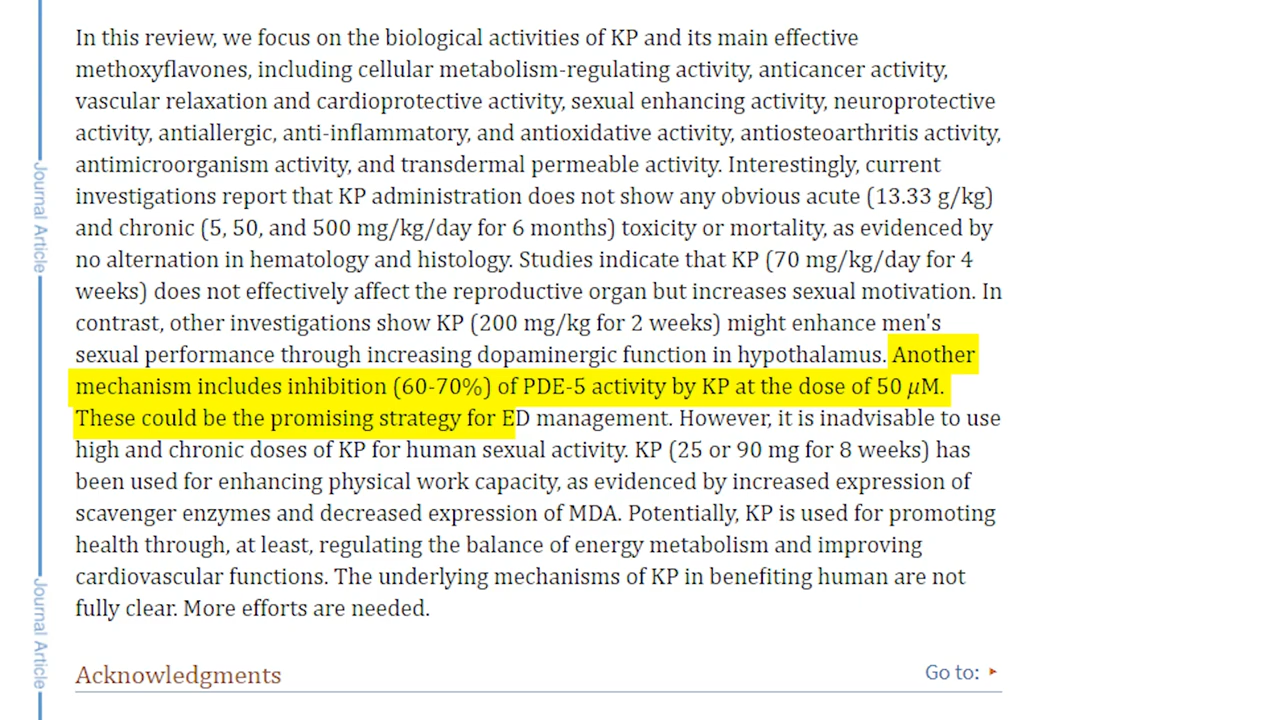 In this review, we focus on the biological activities of KP and its main effective
methoxyflavones, including cellular metabolism-regulating activity, anticancer activity,
vascular relaxation and cardioprotective activity, sexual enhancing activity, neuroprotective
activity, antiallergic, anti-inflammatory, and antioxidative activity, antiosteoarthritis activity,
antimicroorganism activity, and transdermal permeable activity. Interestingly, current
investigations report that KP administration does not show any obvious acute (13.33 g/kg)
and chronic (5, 50, and 500 mg/kg/day for 6 months) toxicity or mortality, as evidenced by
no alternation in hematology and histology. Studies indicate that KP (70 mg/kg/day for 4
weeks) does not effectively affect the reproductive organ but increases sexual motivation. In
contrast, other investigations show KP (200 mg/kg for 2 weeks) might enhance men's
sexual performance through increasing dopaminergic function in hypothalamus. Another
mechanism includes inhibition (60-70%) of PDE-5 activity by KP at the dose of 50 μM.
These could be the promising strategy for ED management. However, it is inadvisable to use
high and chronic doses of KP for human sexual activity. KP (25 or 90 mg for 8 weeks) has
been used for enhancing physical work capacity, as evidenced by increased expression of
scavenger enzymes and decreased expression of MDA. Potentially, KP is used for promoting
health through, at least, regulating the balance of energy metabolism and improving
cardiovascular functions. The underlying mechanisms of KP in benefiting human are not
fully clear. More efforts are needed.
Acknowledgments
Go to:
Journal Article
Journal Article